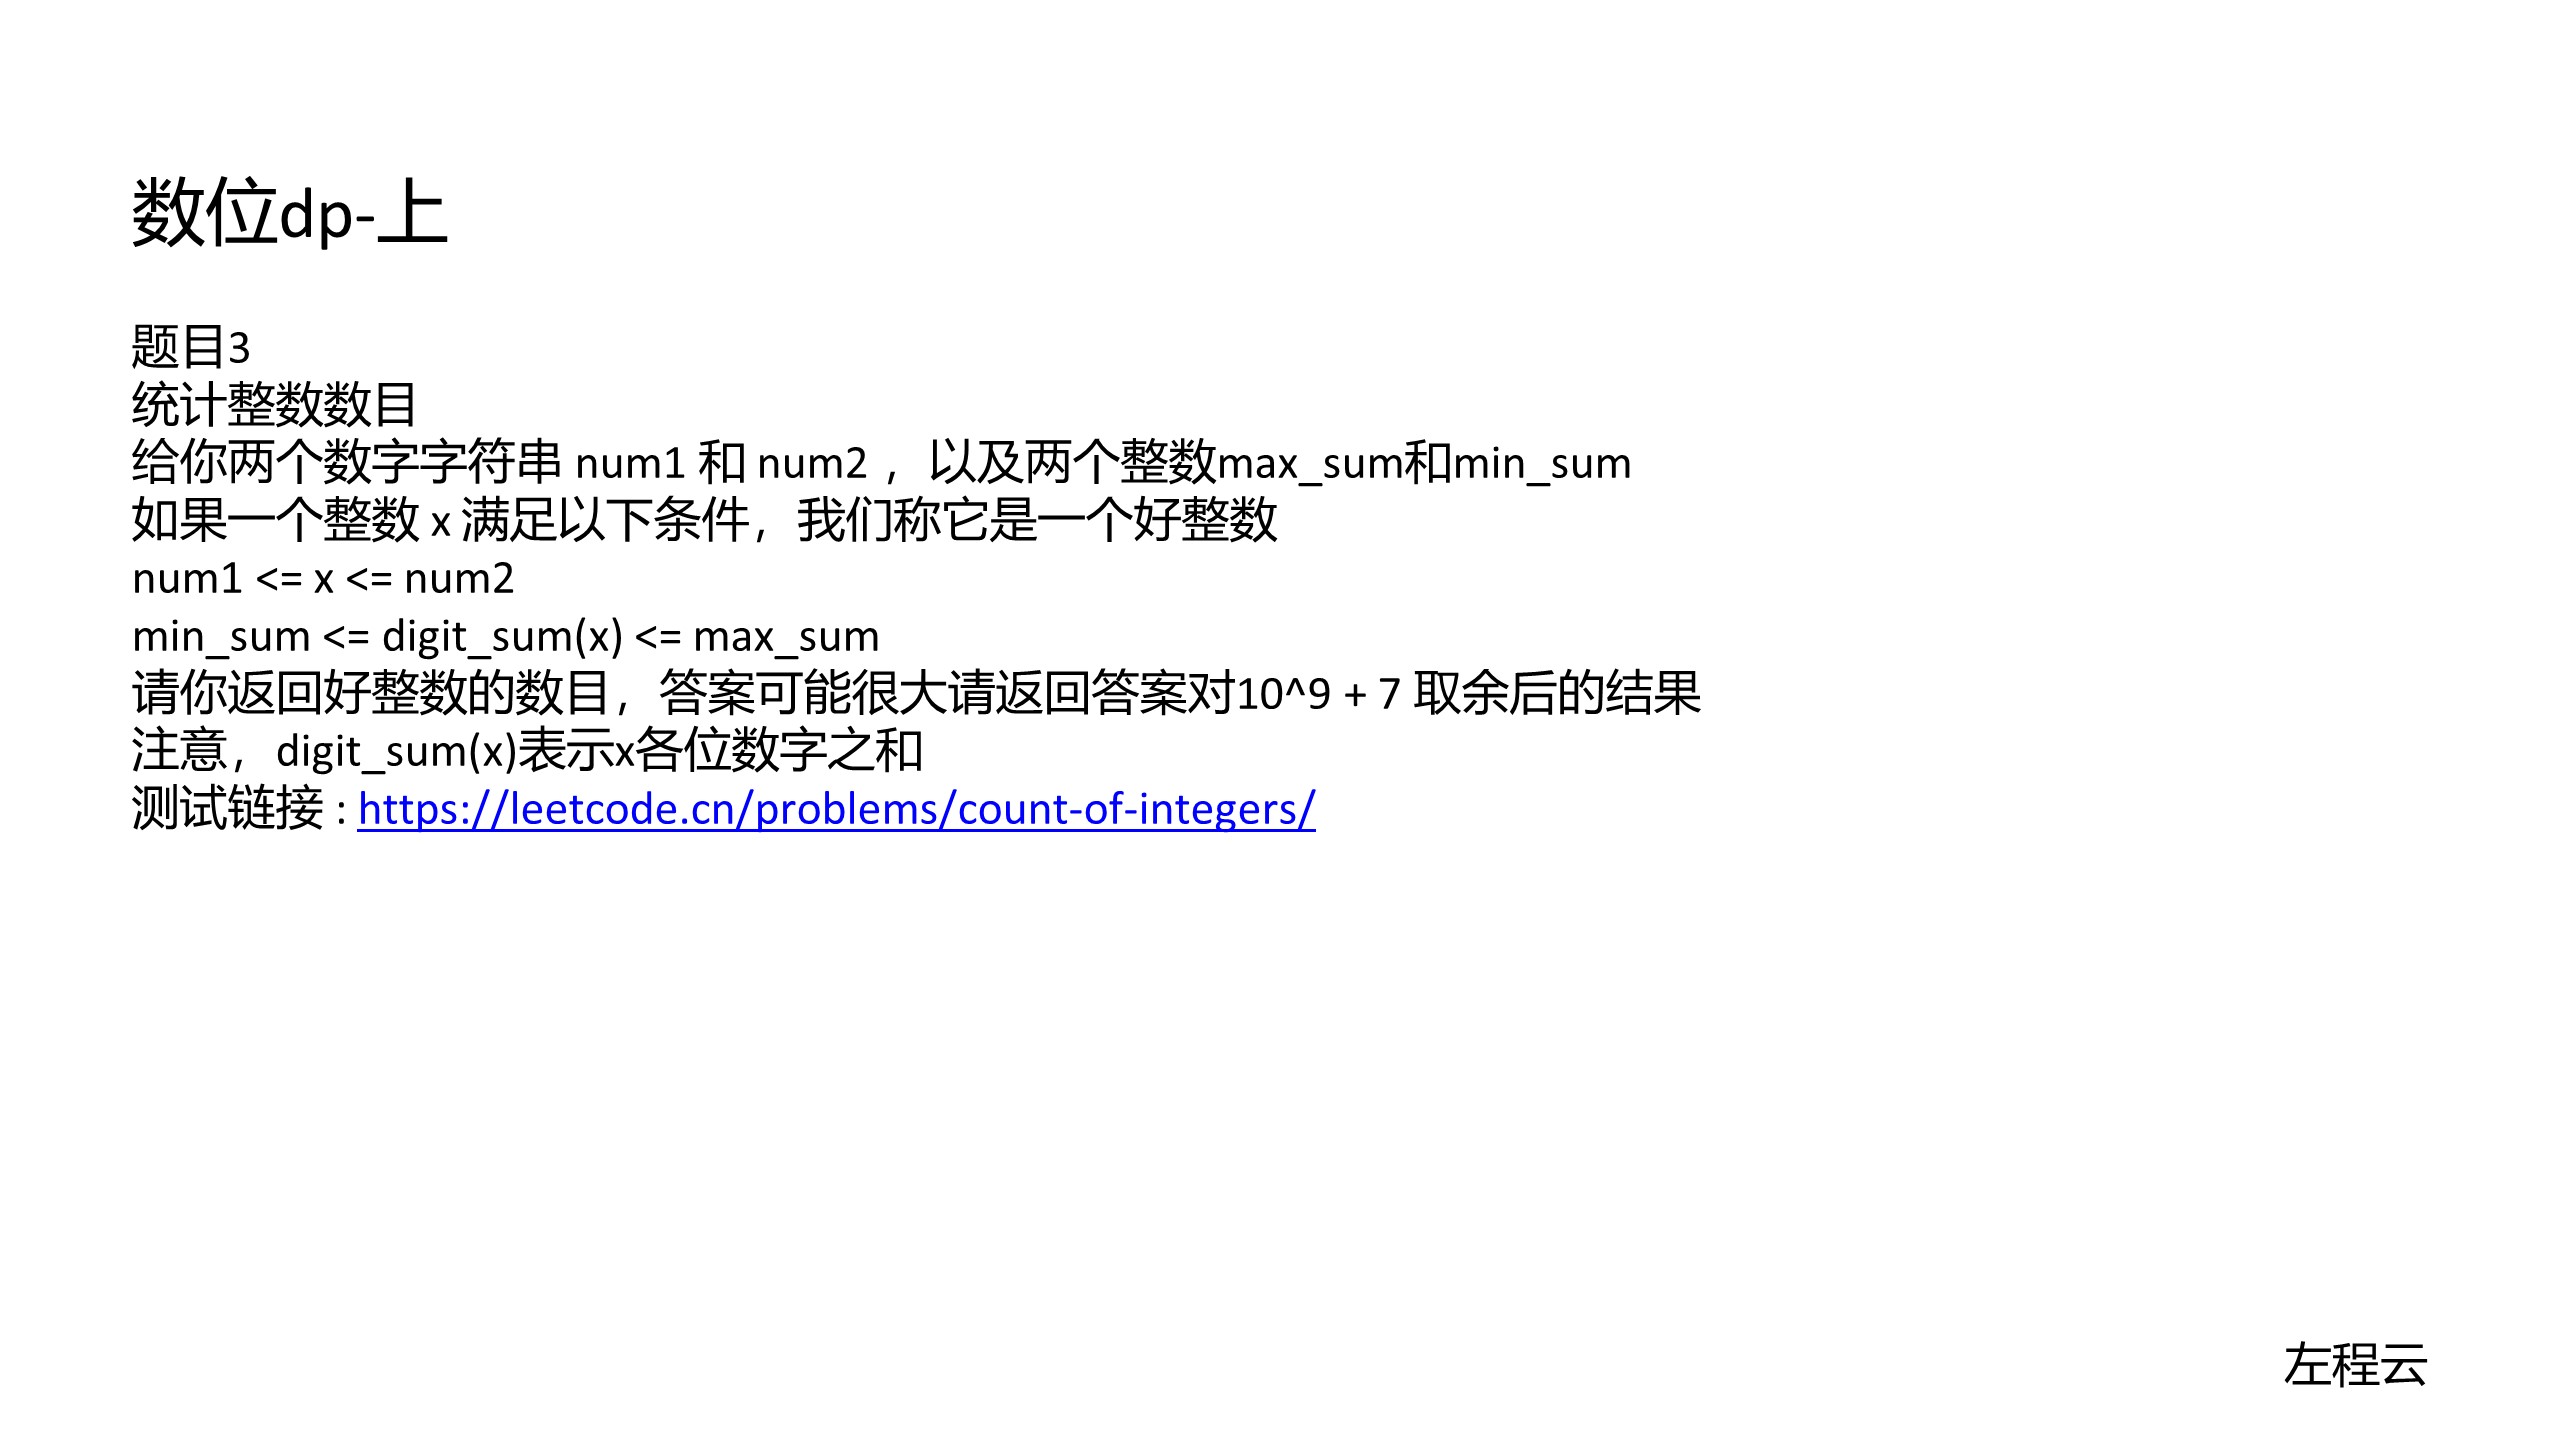 数位dp-上
题目3
统计整数数目
给你两个数字字符串 num1 和 num2 ，以及两个整数max_sum和min_sum
如果一个整数 x 满足以下条件，我们称它是一个好整数
num1 <= x <= num2
min_sum <= digit_sum(x) <= max_sum
请你返回好整数的数目，答案可能很大请返回答案对10^9 + 7 取余后的结果
注意，digit_sum(x)表示x各位数字之和
测试链接 : https://leetcode.cn/problems/count-of-integers/
左程云